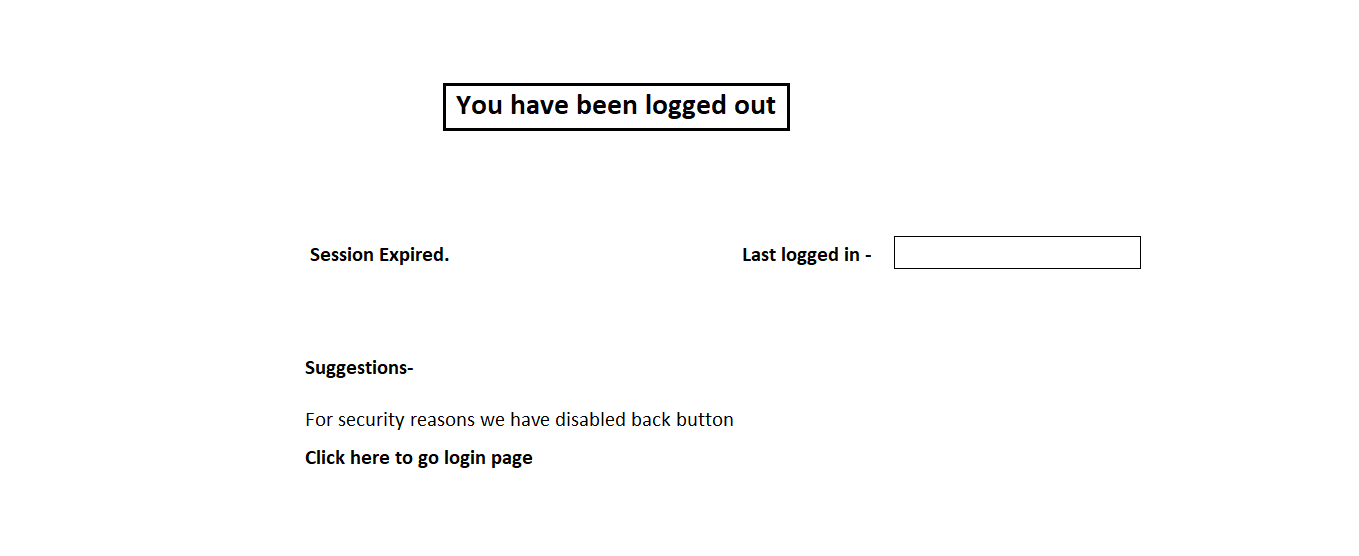 You have been logged out
Session Expired. Last logged in -
Suggestions-
For security reasons we have disabled back button
Click here to go login page